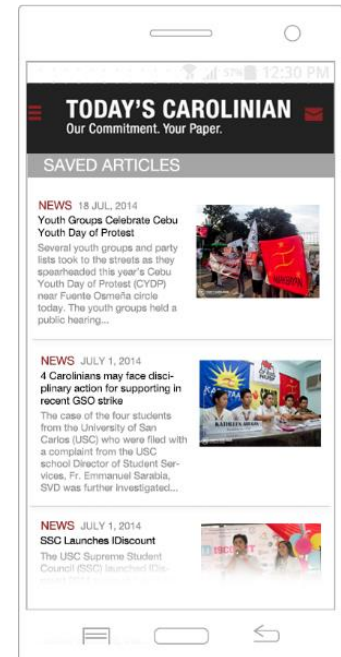 57% 12:30 PM
TODAY'S CAROLINIAN
Our Commitment. Your Paper.
SAVED ARTICLES
NEWS 18 JUL, 2014
Youth Groups Celebrate Cebu
Youth Day of Protest
Several youth groups and party
lists took to the streets as they
spearheaded this year's Cebu
Youth Day of Protest (CYDP)
near Fuente Osmeña circle
today. The youth groups held a
public hearing...
NEWS JULY 1, 2014
4 Carolinians may face disci-
plinary action for supporting in
recent GSO strike
The case of the four students
from the University of San
Carlos (USC) who were filed with
a complaint from the USC
school Director of Student Ser-
vices, Fr. Emmanuel Sarabia,
SVD was further investigated...
NEWS JULY 1, 2014
SSC Launches IDiscount
The USC Supreme Student
Council (SSC) launched IDis-